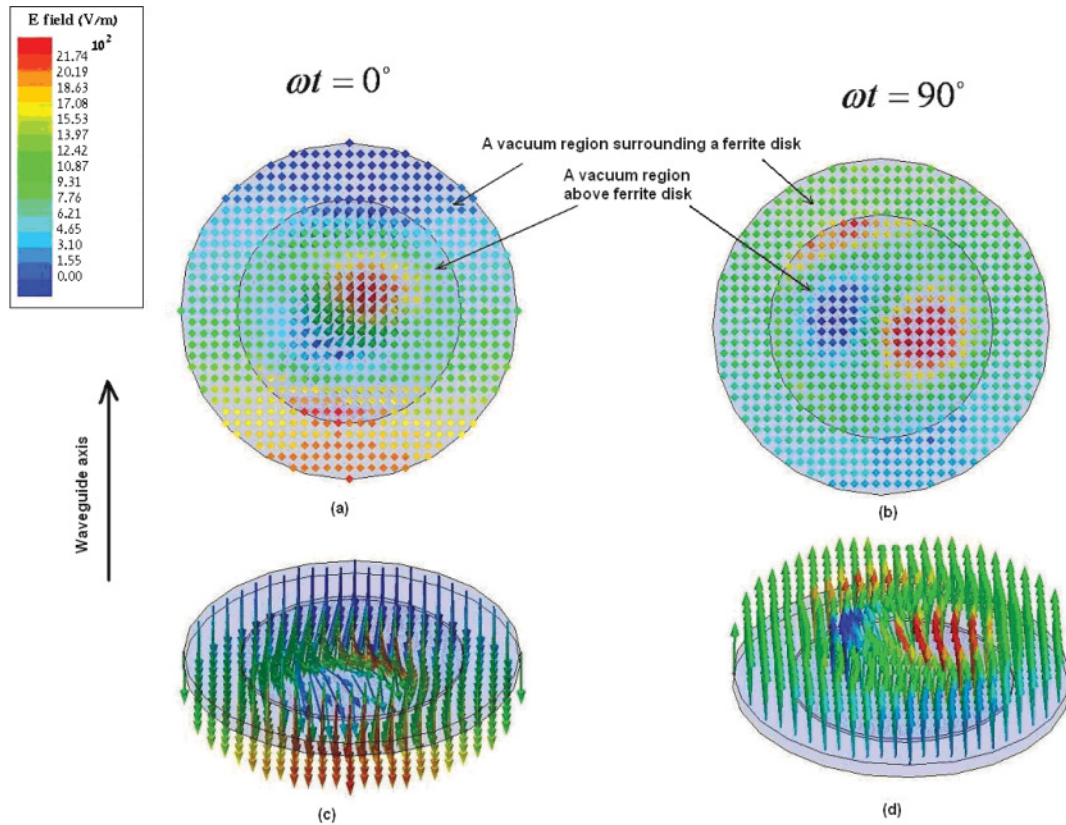 E field (V/m)
10²
21.74
20.19
18.63
17.08
15.53
13.97
12.42
10.87
9.31
7.76
6.21
4.65
3.10
1.55
0.00
ωt = 0°
ωt = 90°
A vacuum region surrounding a ferrite disk
A vacuum region
above ferrite disk
Waveguide axis
(a)
(b)
(c)
(d)